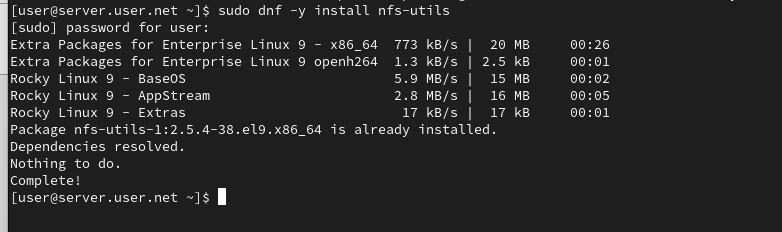 [user@server.user.net ~]$ sudo dnf -y install nfs-utils
[sudo] password for user:
Extra Packages for Enterprise Linux 9 - x86_64  773 kB/s |  20 MB     00:26
Extra Packages for Enterprise Linux 9 openh264  1.3 kB/s | 2.5 kB     00:01
Rocky Linux 9 - BaseOS                          5.9 MB/s |  15 MB     00:02
Rocky Linux 9 - AppStream                       2.8 MB/s |  16 MB     00:05
Rocky Linux 9 - Extras                           17 kB/s |  17 kB     00:01
Package nfs-utils-1:2.5.4-38.el9.x86_64 is already installed.
Dependencies resolved.
Nothing to do.
Complete!
[user@server.user.net ~]$